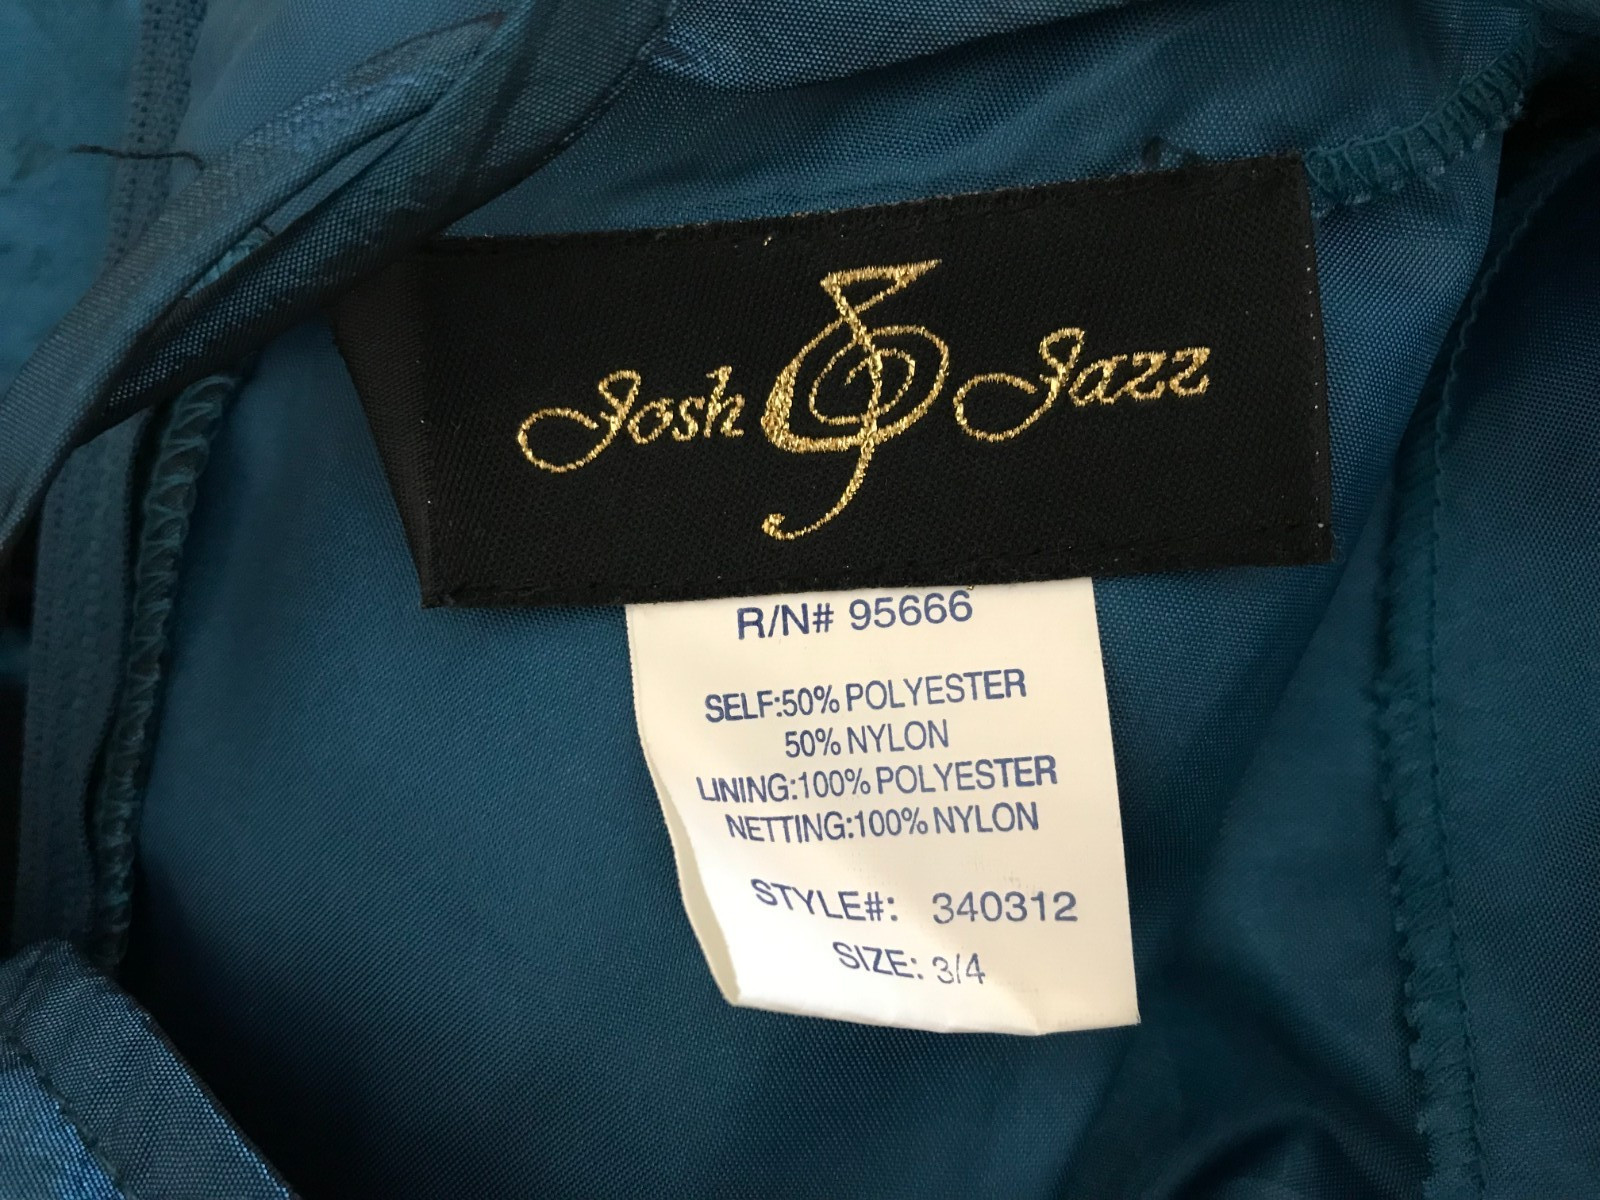 Josh & Jazz
R/N# 95666
SELF:50% POLYESTER
50% NYLON
LINING:100% POLYESTER
NETTING:100% NYLON
STYLE#: 340312
SIZE: 3/4